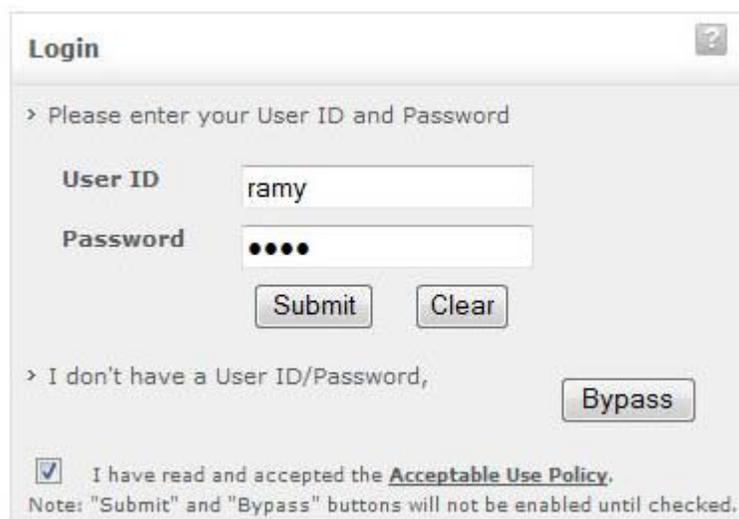 Login ?
> Please enter your User ID and Password
User ID ramy
Password ••••
Submit Clear
> I don't have a User ID/Password,
Bypass
I have read and accepted the Acceptable Use Policy.
Note: "Submit" and "Bypass" buttons will not be enabled until checked.